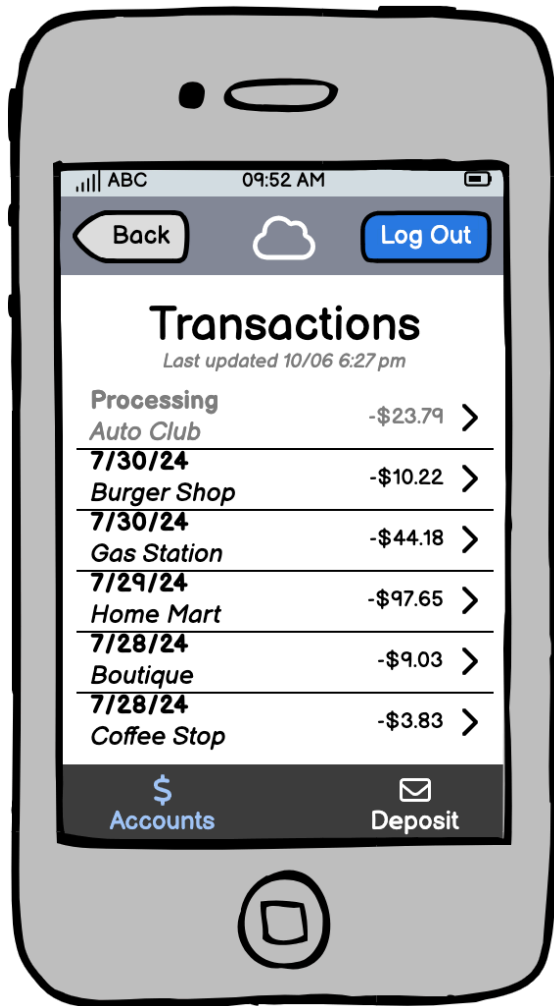 ABC 09:52 AM
Back Log Out
Transactions
Last updated 10/06 6:27 pm
Processing
Auto Club -$23.79
7/30/24
Burger Shop -$10.22
7/30/24
Gas Station -$44.18
7/29/24
Home Mart -$97.65
7/28/24
Boutique -$9.03
7/28/24
Coffee Stop -$3.83
$
Accounts Deposit